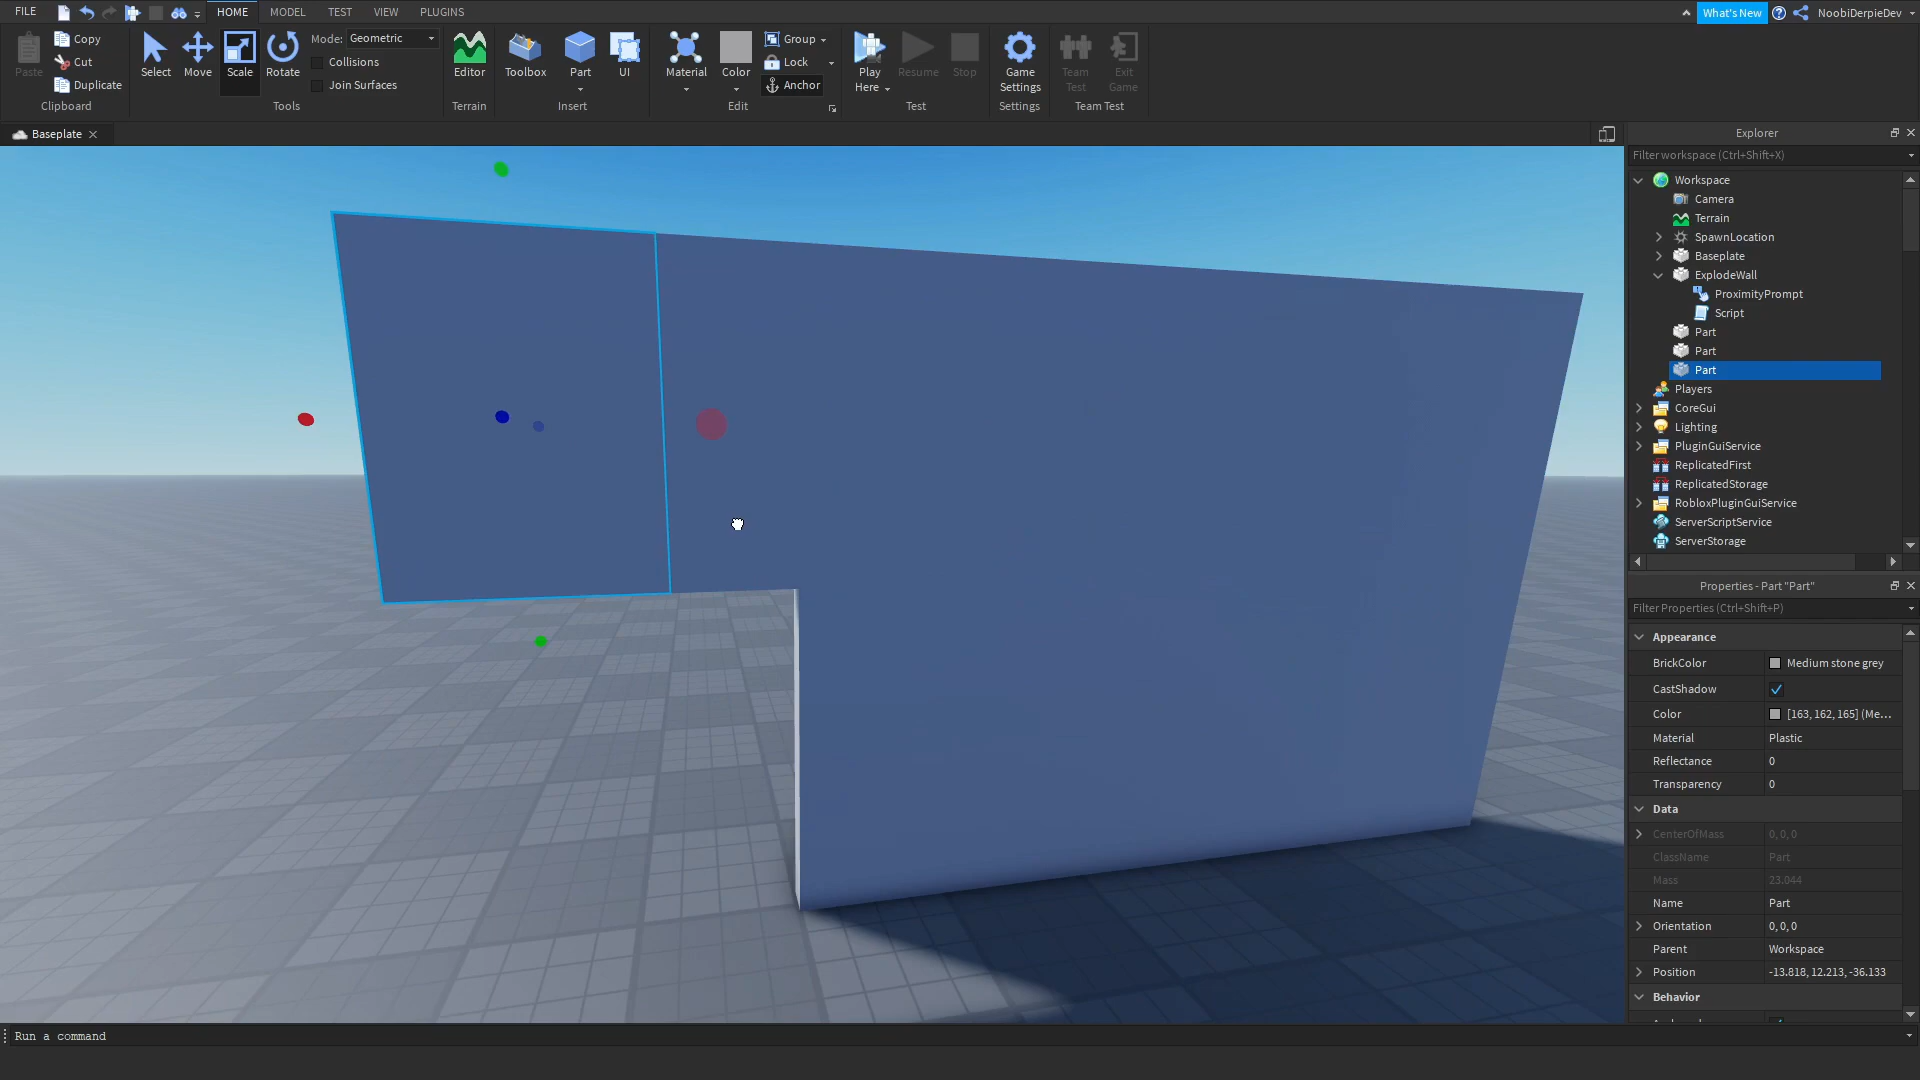 FILE
HOME
MODEL
TEST
VIEW
PLUGINS
What's New
NoobiDerpieDev
Paste
Copy
Cut
Duplicate
Clipboard
Select
Move
Scale
Rotate
Mode: Geometric
Collisions
Join Surfaces
Tools
Editor
Terrain
Toolbox
Part
UI
Insert
Material
Color
Group
Lock
Anchor
Edit
Play
Here
Resume
Stop
Test
Game
Settings
Settings
Team
Test
Exit
Game
Team Test
Baseplate
Explorer
Filter workspace (Ctrl+Shift+X)
Workspace
Camera
Terrain
SpawnLocation
Baseplate
ExplodeWall
ProximityPrompt
Script
Part
Part
Part
Players
CoreGui
Lighting
PluginGuiService
ReplicatedFirst
ReplicatedStorage
RobloxPluginGuiService
ServerScriptService
ServerStorage
Properties - Part "Part"
Filter Properties (Ctrl+Shift+P)
Appearance
BrickColor Medium stone grey
CastShadow
Color [163, 162, 165] (Me...
Material Plastic
Reflectance 0
Transparency 0
Data
CenterOfMass 0, 0, 0
ClassName Part
Mass 23.044
Name Part
Orientation 0, 0, 0
Parent Workspace
Position -13.818, 12.213, -36.133
Behavior
Run a command